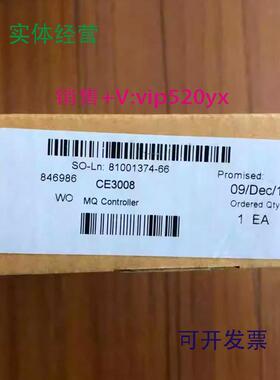 实体经营
销售+V:vip520yx
SO-Ln: 81001374-66
Promised:
846986
CE3008
09/Dec/1
WO
MQ Controller
Ordered Qty
1 EA
可开发票